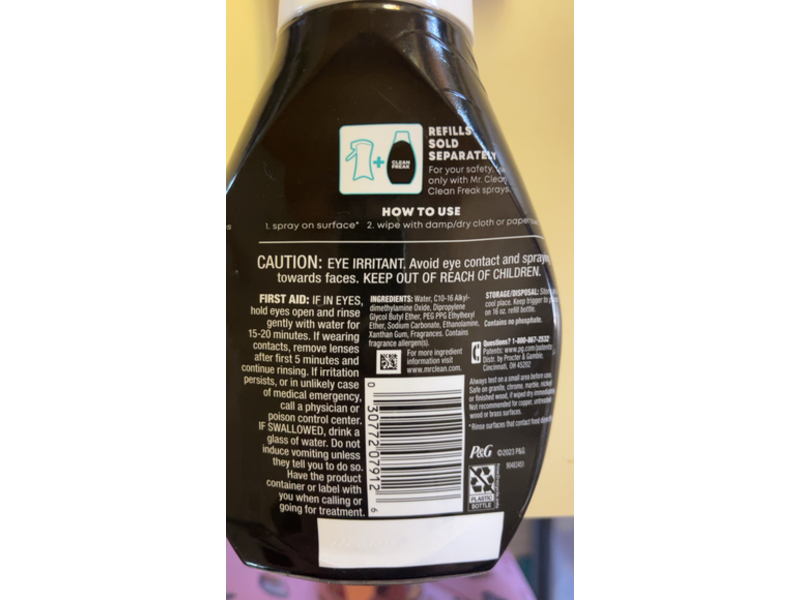 REFILLS
SOLD
SEPARATELY
CLEAN
FREAK
For your safety,
only with Mr. Clean
Clean Freak sprays
HOW TO USE
1. spray on surface* 2. wipe with damp/dry cloth or paper
CAUTION: EYE IRRITANT. Avoid eye contact and spray
towards faces. KEEP OUT OF REACH OF CHILDREN.
FIRST AID: IF IN EYES,
hold eyes open and rinse
gently with water for
15-20 minutes. If wearing
contacts, remove lenses
after first 5 minutes and
continue rinsing. If irritation
persists, or in unlikely case
of medical emergency,
call a physician or
poison control center.
IF SWALLOWED, drink a
glass of water. Do not
induce vomiting unless
they tell you to do so.
Have the product
container or label with
you when calling or
going for treatment.
INGREDIENTS: Water, C10-16 Alkyl-
dimethylamine Oxide, Dipropylene
Glycol Butyl Ether, PEG PPG Ethylhexyl
Ether, Sodium Carbonate, Ethanolamine,
Xanthan Gum, Fragrances. Contains
fragrance allergen(s).
For more ingredient
information visit
www.mrclean.com.
0 30772 07912 6
STORAGE/DISPOSAL:
cool place. Keep trigger
on 16 oz. refill bottle.
Contains no phosphate.
Questions? 1-800-867-2532
Patents: www.pg.com/patents
Distr. by Procter & Gamble,
Cincinnati, OH 45202
Always test on a small area before use.
Safe on granite, chrome, marble, nickel
or finished wood, if wiped dry immediately
Not recommended for copper, untreated
wood or brass surfaces.
*Rinse surfaces that contact food
P&G ©2023 P&G
PLASTIC
BOTTLE